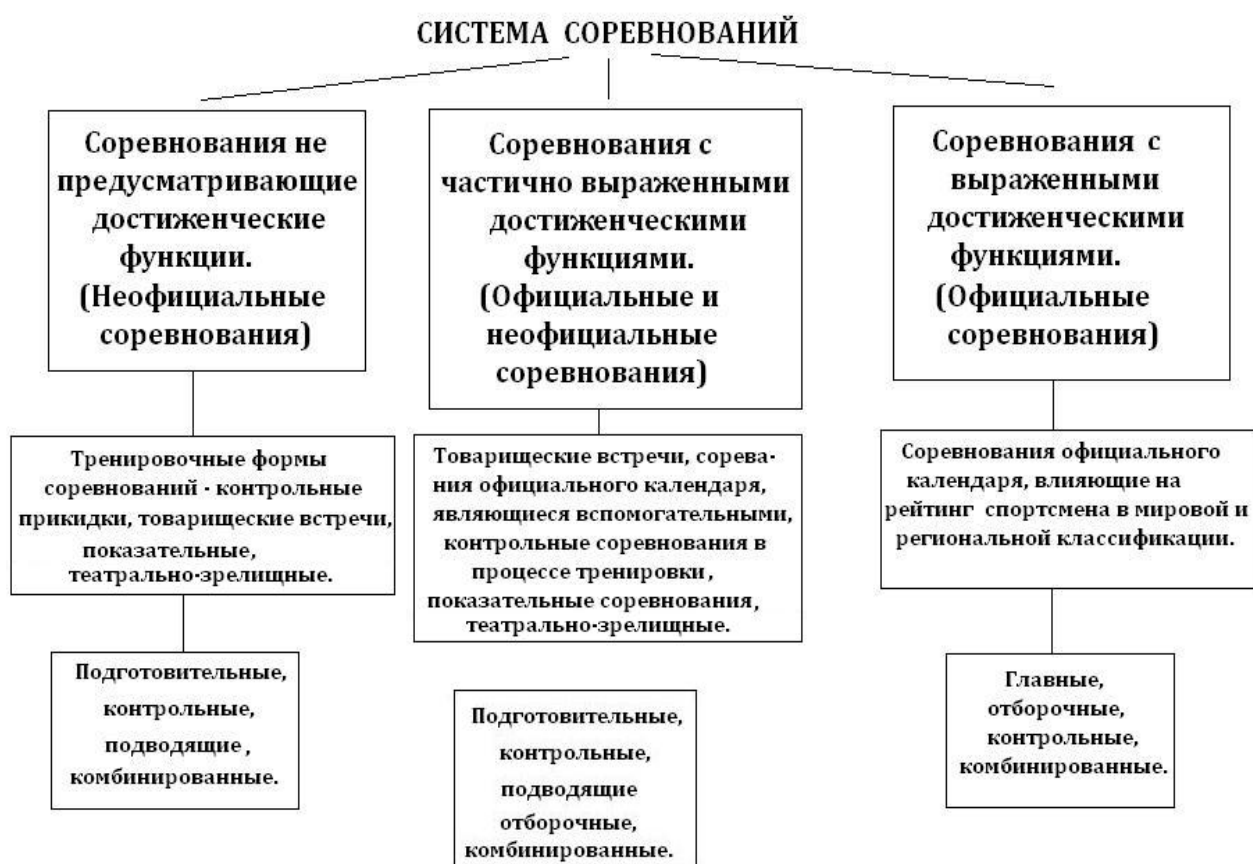 СИСТЕМА СОРЕВНОВАНИЙ
Соревнования не
предусматривающие
достиженческие
функции.
(Неофициальные
соревнования)
Тренировочные формы
соревнований - контрольные
прикидки, товарищеские встречи,
показательные,
театрально-зрелищные.
Подготовительные,
контрольные,
подводящие ,
комбинированные.
Соревнования с
частично выраженными
достиженческими
функциями.
(Официальные и
неофициальные
соревнования)
Товарищеские встречи, сорева-
ния официального календаря,
являющиеся вспомогательными,
контрольные соревнования в
процессе тренировки ,
показательные соревнования ,
театрально-зрелищные.
Подготовительные,
контрольные,
подводящие
отборочные,
комбинированные.
Соревнования с
выраженными
достиженческими
функциями.
(Официальные
соревнования)
Соревнования официального
календаря, влияющие на
рейтинг спортсмена в мировой и
региональной классификации.
Главные,
отборочные,
контрольные,
комбинированные.